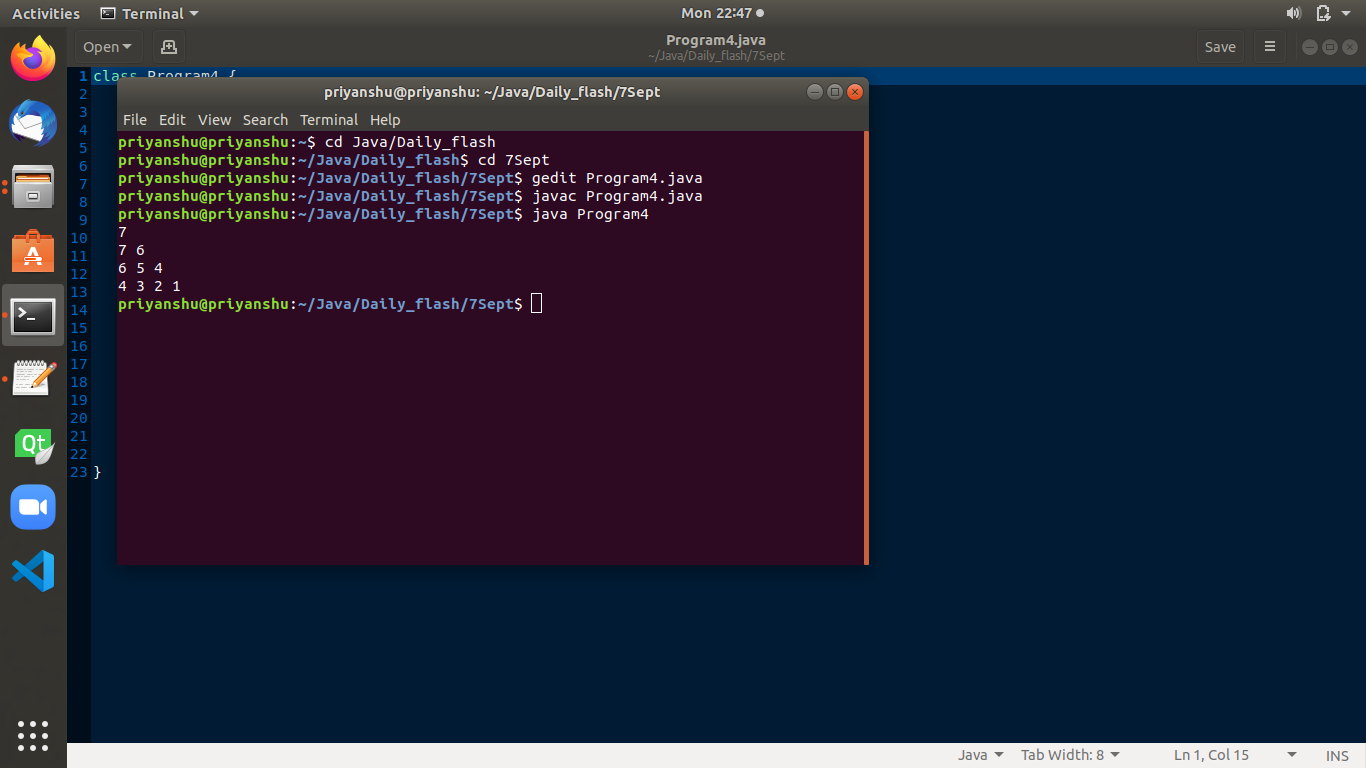 Activities Terminal Mon 22:47
Open Program4.java Save
~/Java/Daily_flash/7Sept
1 class Program4 {
priyanshu@priyanshu: ~/Java/Daily_flash/7Sept
File Edit View Search Terminal Help
priyanshu@priyanshu:~$ cd Java/Daily_flash
priyanshu@priyanshu:~/Java/Daily_flash$ cd 7Sept
priyanshu@priyanshu:~/Java/Daily_flash/7Sept$ gedit Program4.java
priyanshu@priyanshu:~/Java/Daily_flash/7Sept$ javac Program4.java
priyanshu@priyanshu:~/Java/Daily_flash/7Sept$ java Program4
7
7 6
6 5 4
4 3 2 1
priyanshu@priyanshu:~/Java/Daily_flash/7Sept$
2
3
4
5
6
7
8
9
10
11
12
13
14
15
16
17
18
19
20
21
22
23 }
Qt
Java Tab Width: 8 Ln 1, Col 15 INS